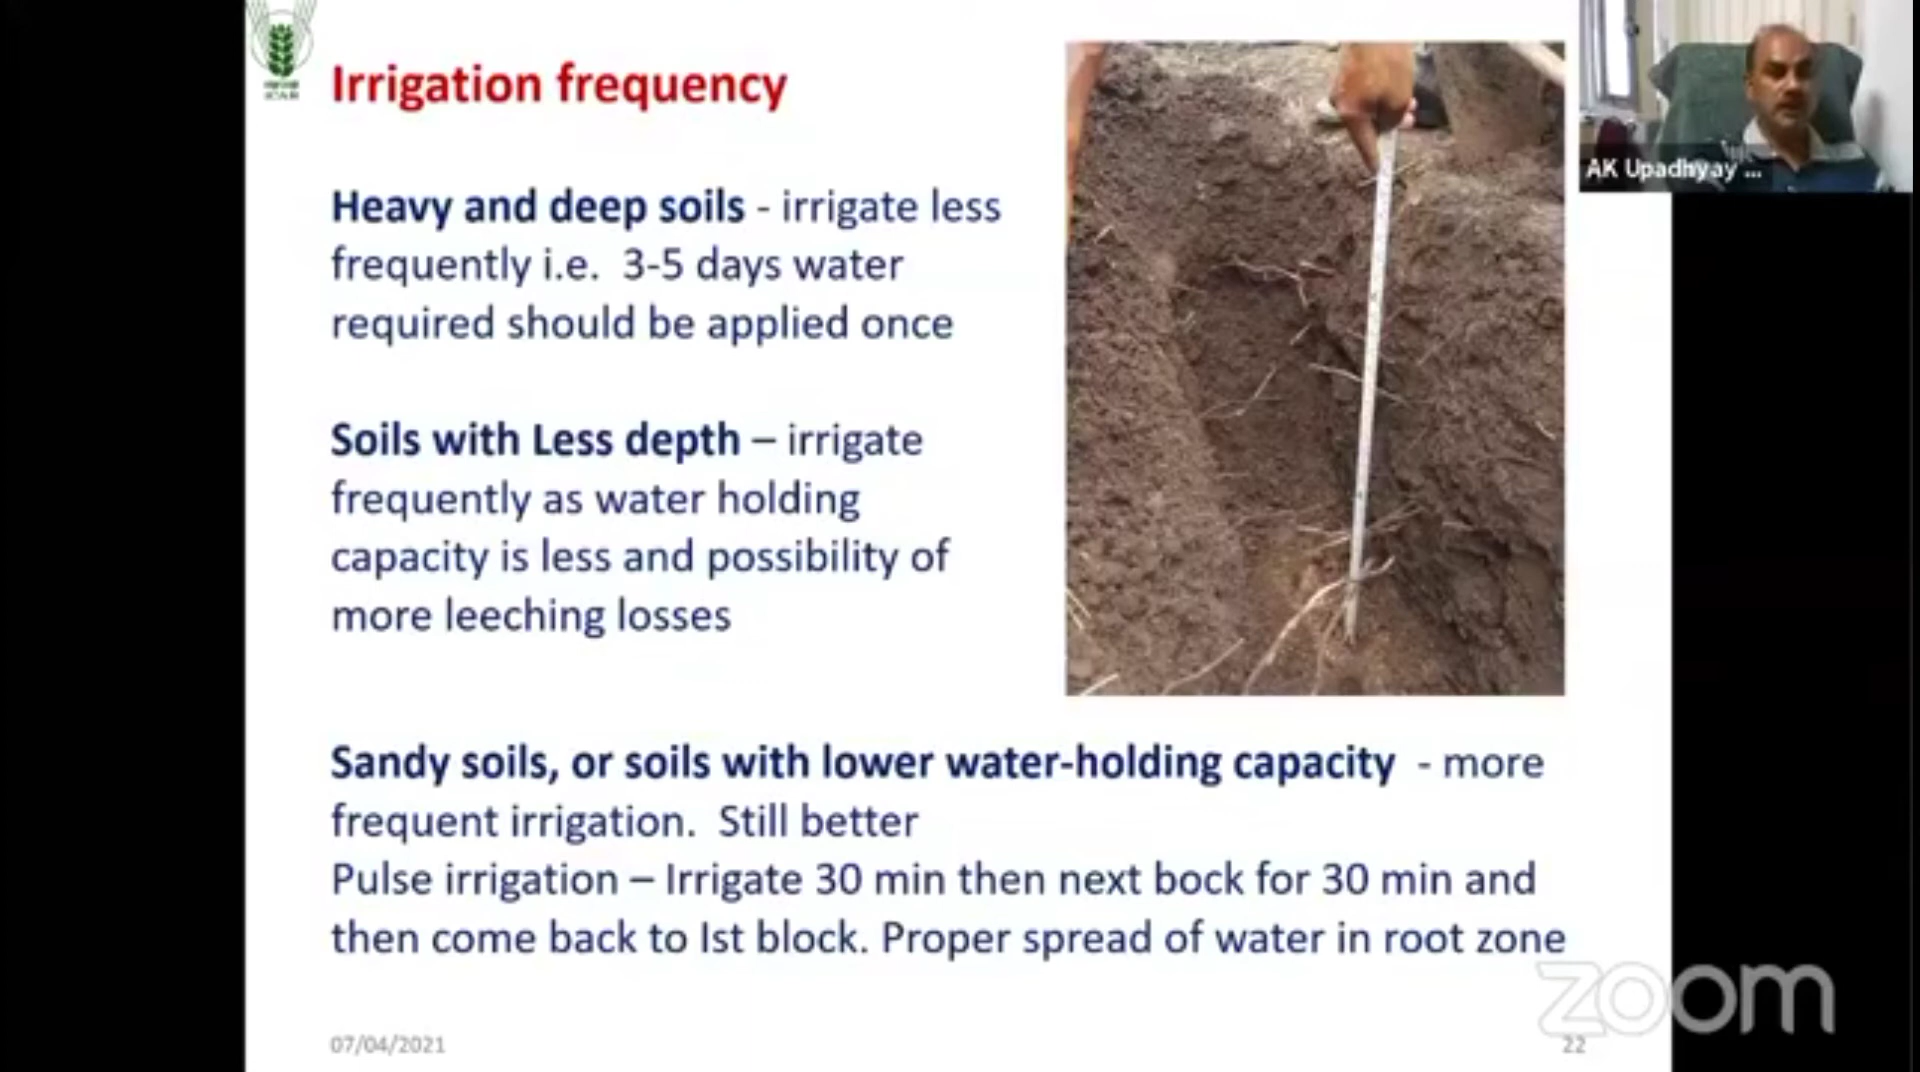 ICAR
Irrigation frequency
Heavy and deep soils - irrigate less
frequently i.e. 3-5 days water
required should be applied once
Soils with Less depth – irrigate
frequently as water holding
capacity is less and possibility of
more leeching losses
Sandy soils, or soils with lower water-holding capacity - more
frequent irrigation. Still better
Pulse irrigation – Irrigate 30 min then next bock for 30 min and
then come back to Ist block. Proper spread of water in root zone
07/04/2021
22
AK Upadhyay ...
zoom